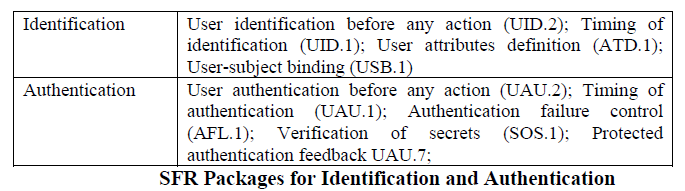 Identification
User identification before any action (UID.2); Timing of
identification (UID.1); User attributes definition (ATD.1);
User-subject binding (USB.1)
Authentication
User authentication before any action (UAU.2); Timing of
authentication (UAU.1); Authentication failure control
(AFL.1); Verification of secrets (SOS.1); Protected
authentication feedback UAU.7;
SFR Packages for Identification and Authentication